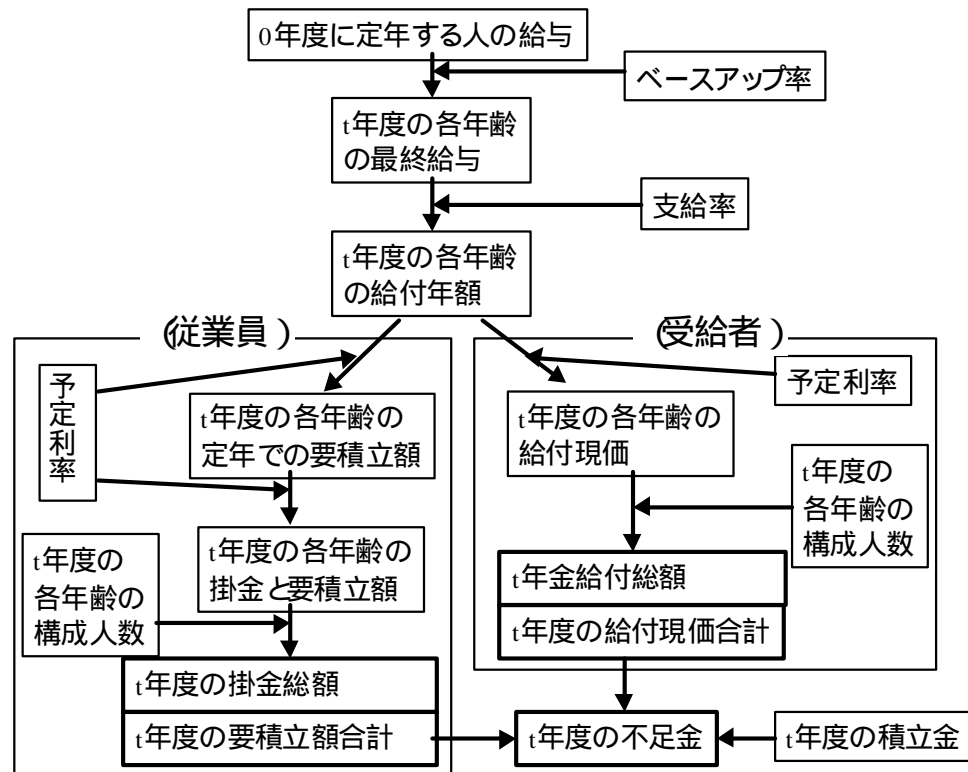 0年度に定年する人の給与
ベースアップ率
t年度の各年齢
の最終給与
支給率
t年度の各年齢
の給付年額
(従業員)
(受給者)
予定利率
予定利率
t年度の各年齢の
定年での要積立額
t年度の各年齢の
給付現価
t年度の
各年齢の
構成人数
t年度の各年齢の
掛金と要積立額
t年度の
各年齢の
構成人数
t年金給付総額
t年度の給付現価合計
t年度の掛金総額
t年度の要積立額合計
t年度の不足金
t年度の積立金